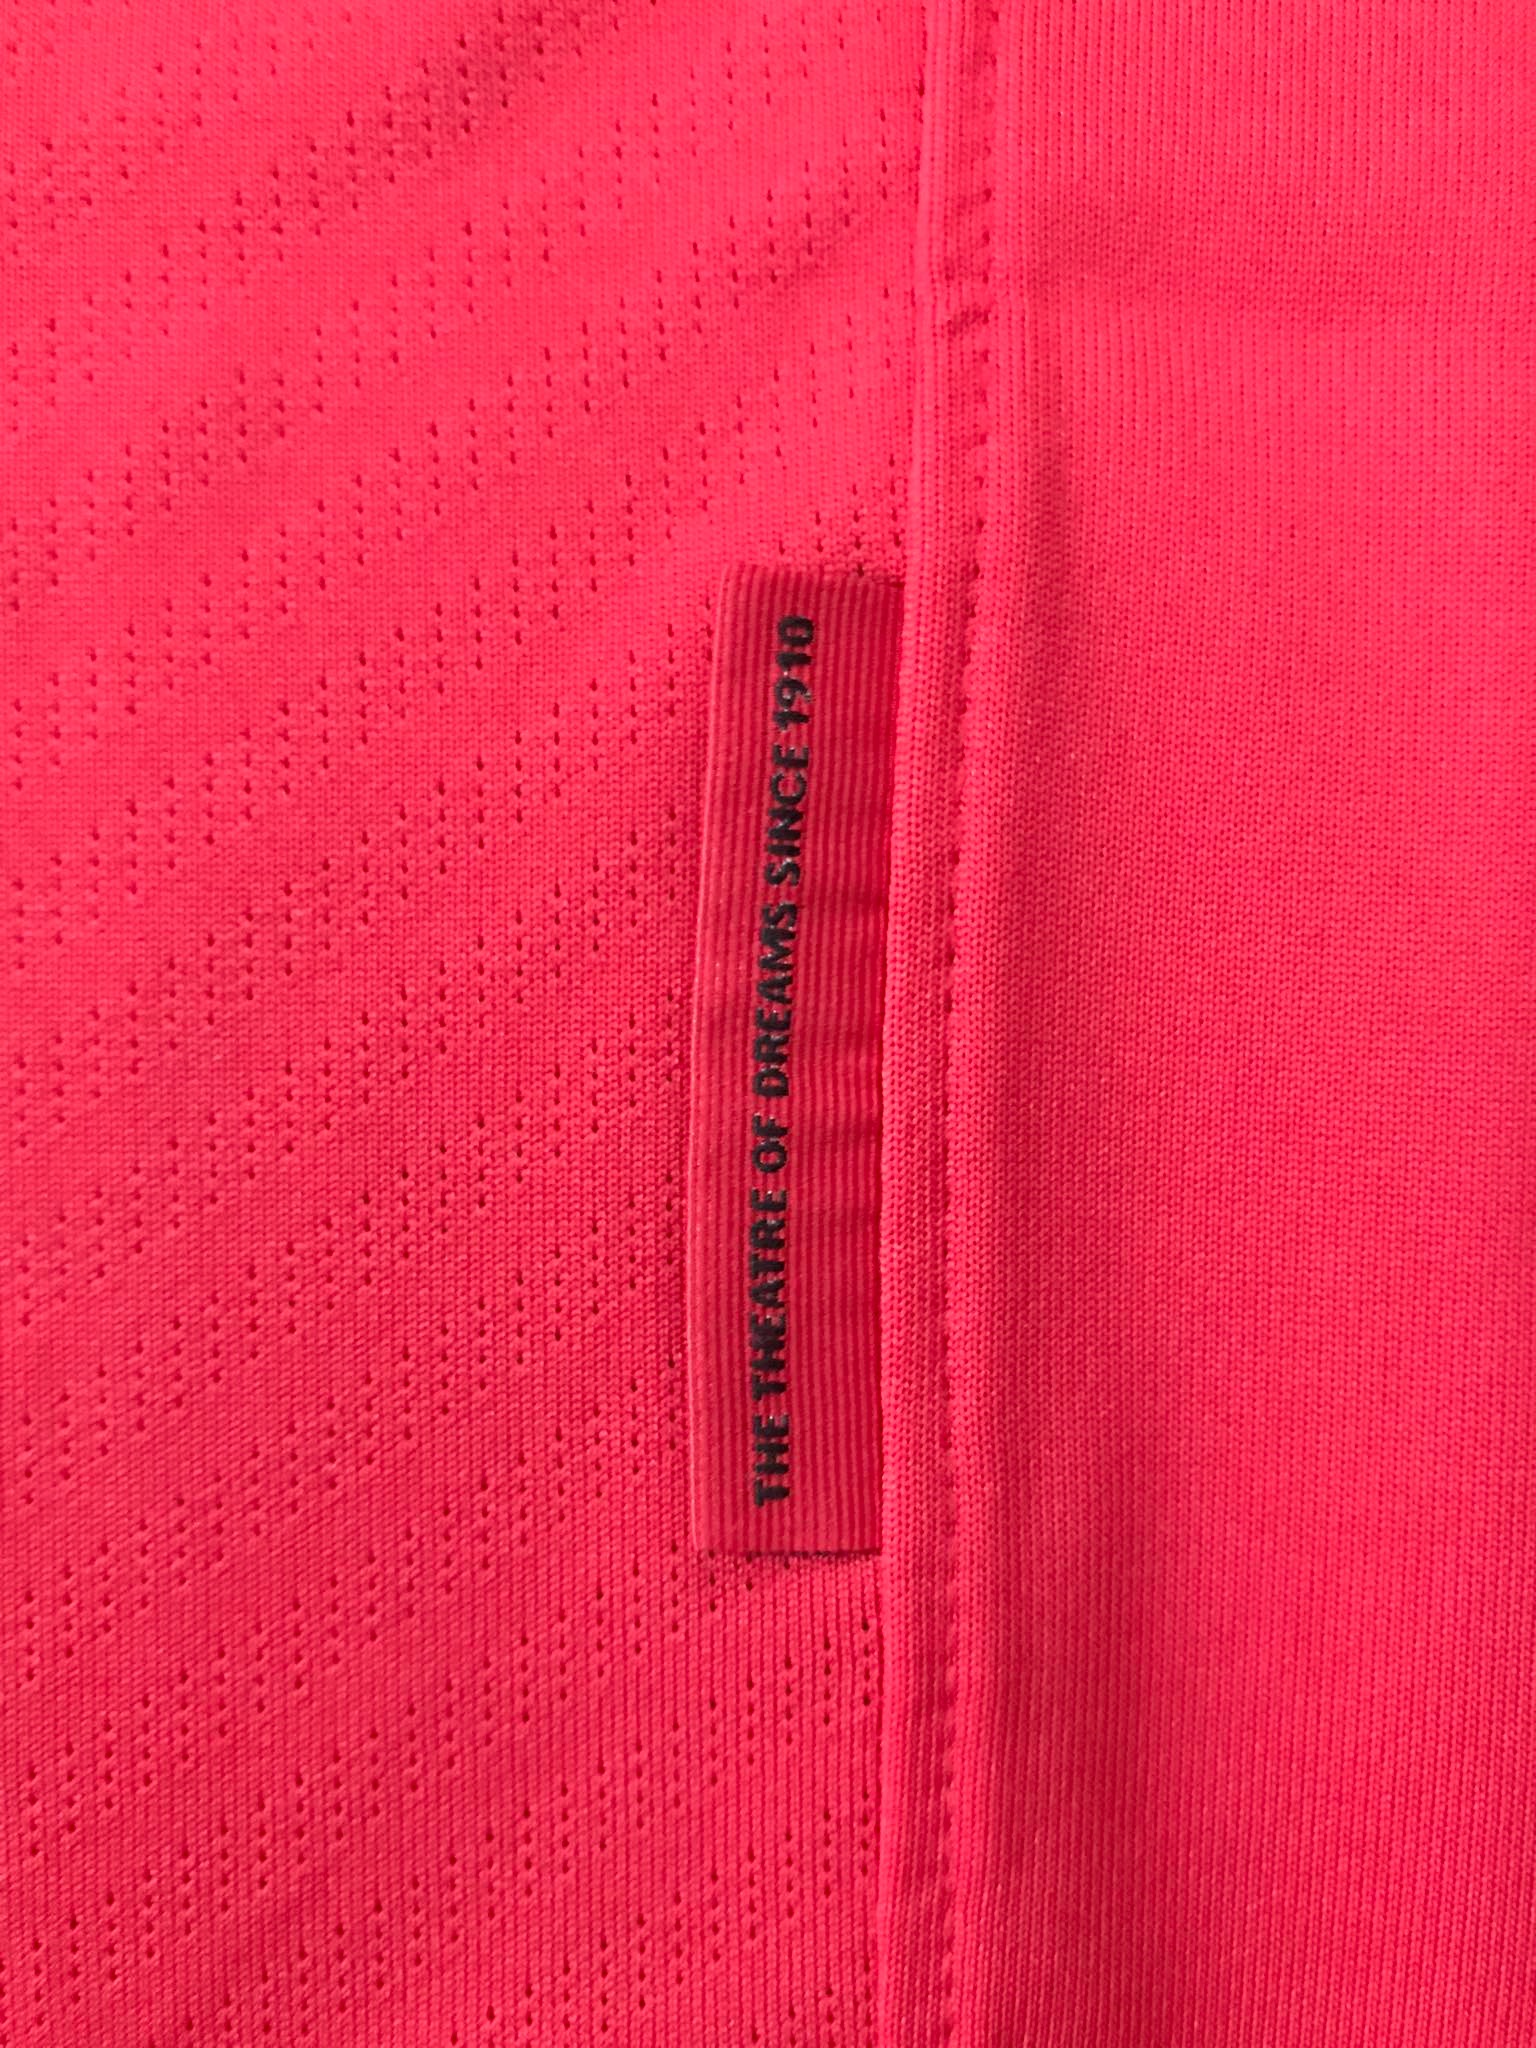 THE THEATRE OF DREAMS SINCE 1910